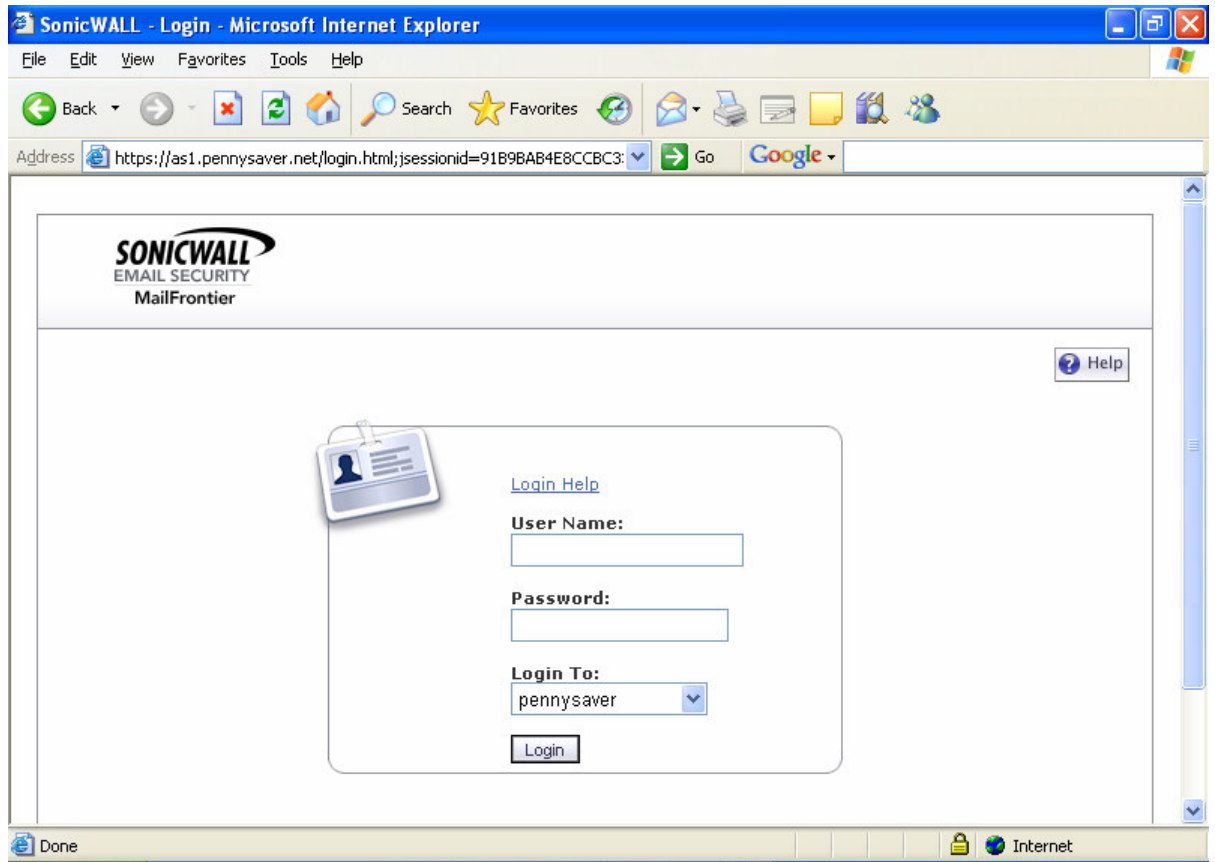 SonicWALL - Login - Microsoft Internet Explorer
File Edit View Favorites Tools Help
Back Search Favorites
Address https://as1.pennysaver.net/login.html;jsessionid=91B9BAB4E8CCBC3 Go Google
SONICWALL
EMAIL SECURITY
MailFrontier
Help
Login Help
User Name:
Password:
Login To:
pennysaver
Login
Done Internet